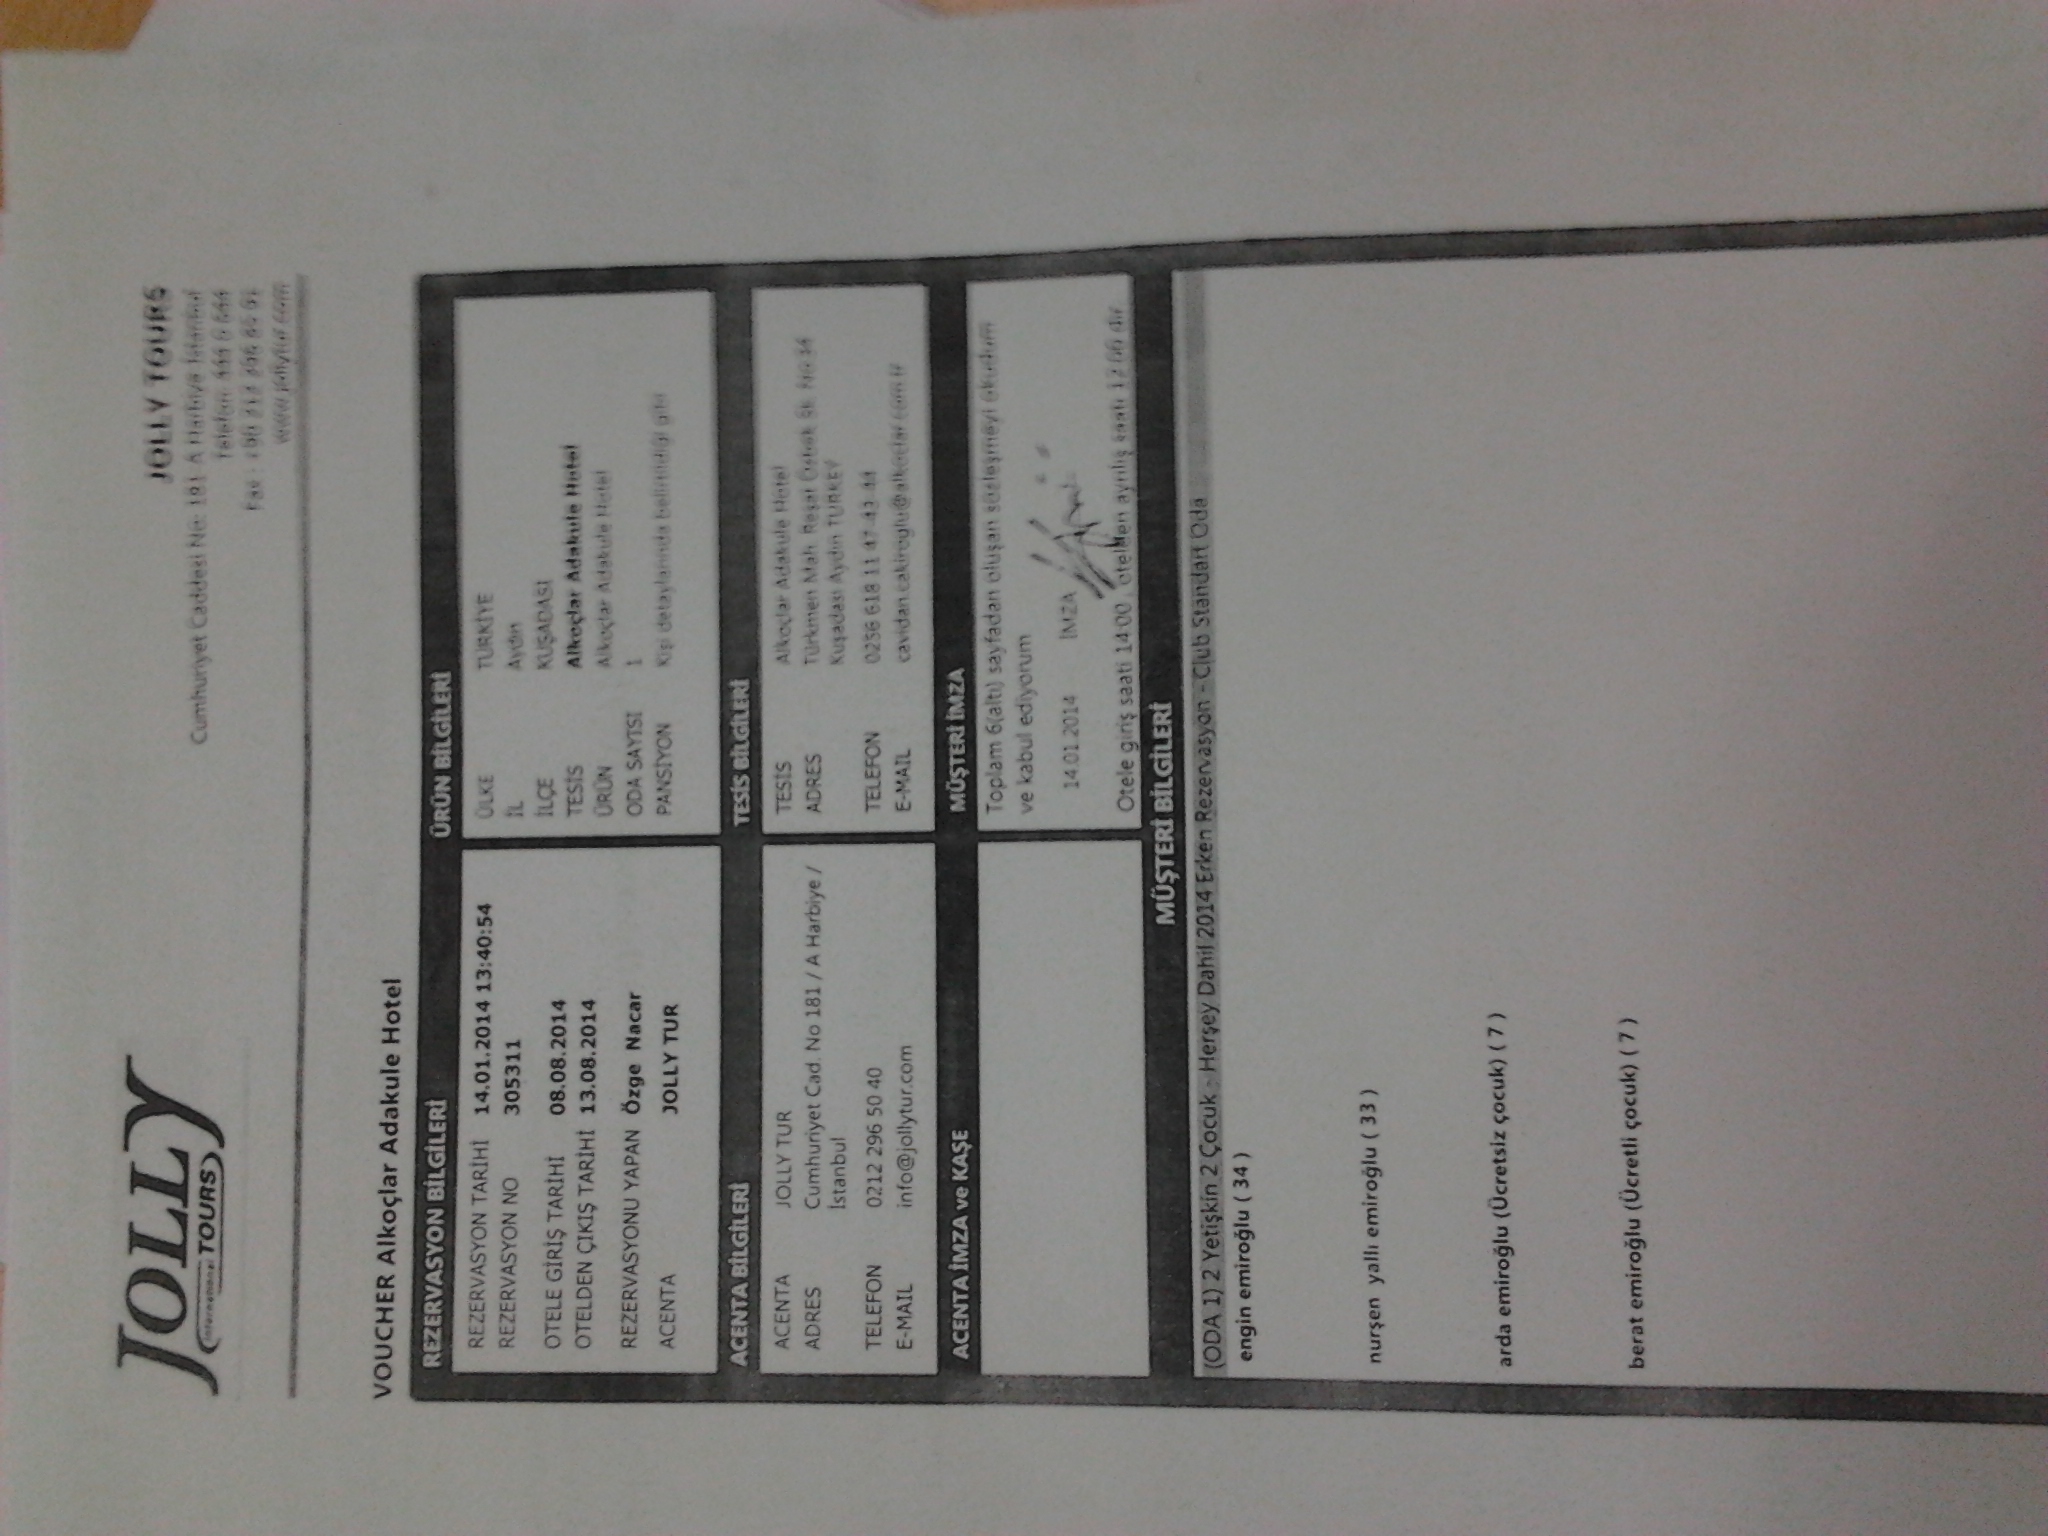 JOLLY
International TOURS
JOLLY TOURS
Cumhuriyet Caddesi No: 181 A Harbiye İstanbul
Telefon: 444 0 644
www.jollytur.com
VOUCHER Alkoçlar Adakule Hotel
REZERVASYON BİLGİLERİ
REZERVASYON TARİHİ 14.01.2014 13:40:54
REZERVASYON NO 305311
OTELE GİRİŞ TARİHİ 08.08.2014
OTELDEN ÇIKIŞ TARİHİ 13.08.2014
REZERVASYONU YAPAN Özge Nacar
ACENTA JOLLY TUR
ÜRÜN BİLGİLERİ
ÜLKE TÜRKİYE
İL Aydın
İLÇE KUŞADASI
TESİS Alkoçlar Adakule Hotel
ÜRÜN Alkoçlar Adakule Hotel
ODA SAYISI 1
PANSİYON Kişi detaylarında belirtildiği gibi
ACENTA BİLGİLERİ
ACENTA JOLLY TUR
ADRES Cumhuriyet Cad. No 181 / A Harbiye /
İstanbul
TELEFON 0212 296 50 40
E-MAİL info@jollytur.com
TESİS BİLGİLERİ
TESİS Alkoçlar Adakule Hotel
ADRES Türkmen Mah. Reşat Özbek Sk. No:34
Kuşadası Aydın TURKEY
TELEFON 0256 618 11 47-43-44
E-MAİL cavidan.cakiroglu@alkoclar.com.tr
ACENTA İMZA ve KAŞE
MÜŞTERİ İMZA
Toplam 6(altı) sayfadan oluşan sözleşmeyi okudum
ve kabul ediyorum
14.01.2014 İMZA
Otele giriş saati 14:00 , otelden ayrılış saati 12:00 dir
MÜŞTERİ BİLGİLERİ
(ODA 1) 2 Yetişkin 2 Çocuk - Herşey Dahil 2014 Erken Rezervasyon - Club Standart Oda
engin emiroğlu ( 34 )
nurşen yallı emiroğlu ( 33 )
arda emiroğlu (Ücretsiz çocuk) ( 7 )
berat emiroğlu (Ücretli çocuk) ( 7 )